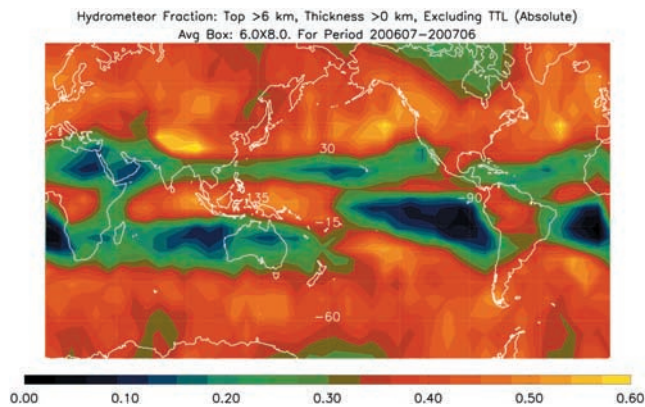 Hydrometeor Fraction: Top >6 km, Thickness >0 km, Excluding TTL (Absolute)
Avg Box: 6.0X8.0. For Period 200607–200706
30
135
-90
-15
-60
0.00 0.10 0.20 0.30 0.40 0.50 0.60